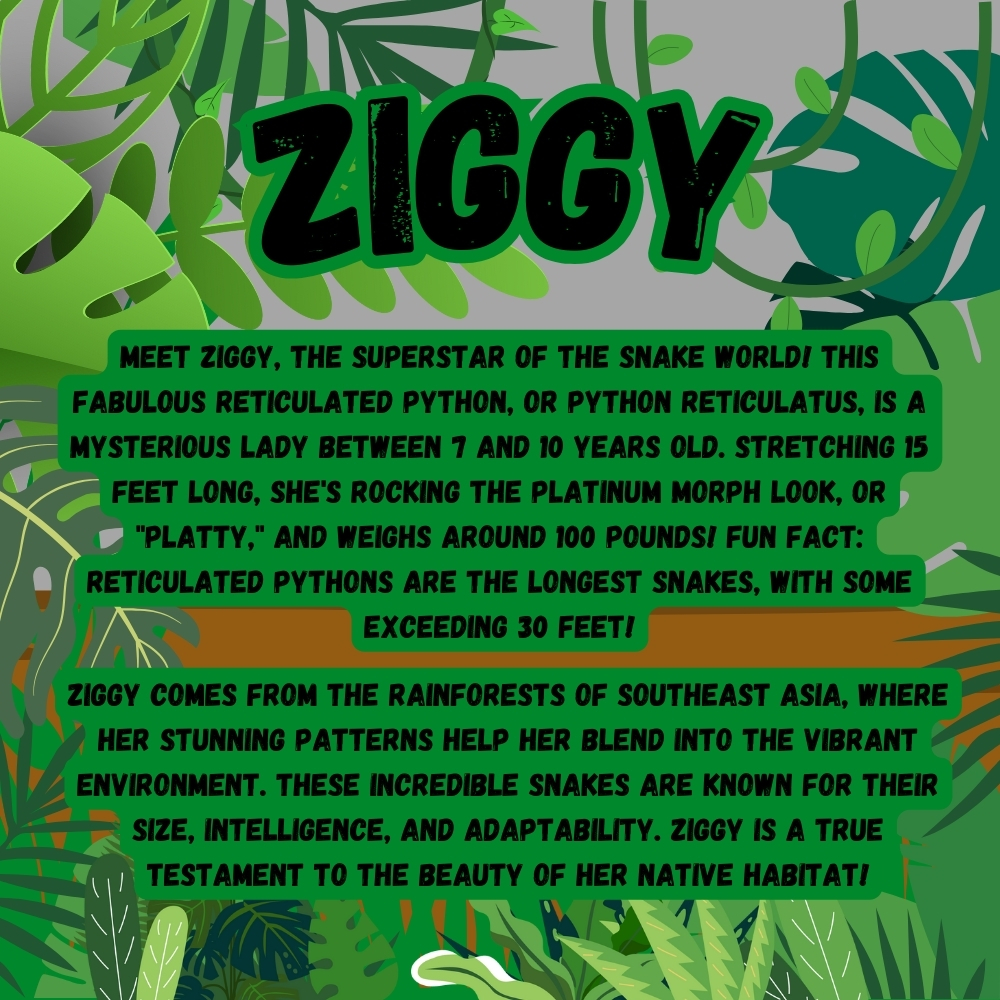 ZIGGY
MEET ZIGGY, THE SUPERSTAR OF THE SNAKE WORLD! THIS
FABULOUS RETICULATED PYTHON, OR PYTHON RETICULATUS, IS A
MYSTERIOUS LADY BETWEEN 7 AND 10 YEARS OLD. STRETCHING 15
FEET LONG, SHE'S ROCKING THE PLATINUM MORPH LOOK, OR
"PLATTY," AND WEIGHS AROUND 100 POUNDS! FUN FACT:
RETICULATED PYTHONS ARE THE LONGEST SNAKES, WITH SOME
EXCEEDING 30 FEET!
ZIGGY COMES FROM THE RAINFORESTS OF SOUTHEAST ASIA, WHERE
HER STUNNING PATTERNS HELP HER BLEND INTO THE VIBRANT
ENVIRONMENT. THESE INCREDIBLE SNAKES ARE KNOWN FOR THEIR
SIZE, INTELLIGENCE, AND ADAPTABILITY. ZIGGY IS A TRUE
TESTAMENT TO THE BEAUTY OF HER NATIVE HABITAT!